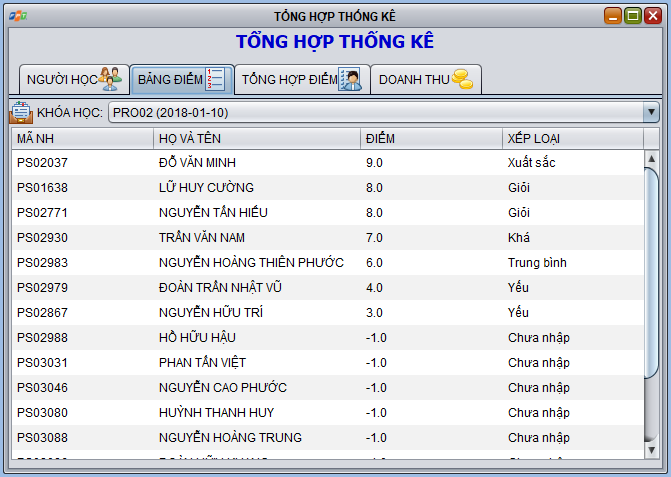 FPT
TỔNG HỢP THỐNG KÊ
TỔNG HỢP THỐNG KÊ
NGƯỜI HỌC BẢNG ĐIỂM TỔNG HỢP ĐIỂM DOANH THU
KHÓA HỌC: PRO02 (2018-01-10)
MÃ NH HỌ VÀ TÊN ĐIỂM XẾP LOẠI
PS02037 ĐỖ VĂN MINH 9.0 Xuất sắc
PS01638 LỮ HUY CƯỜNG 8.0 Giỏi
PS02771 NGUYỄN TẤN HIẾU 8.0 Giỏi
PS02930 TRẦN VĂN NAM 7.0 Khá
PS02983 NGUYỄN HOÀNG THIÊN PHƯỚC 6.0 Trung bình
PS02979 ĐOÀN TRẦN NHẬT VŨ 4.0 Yếu
PS02867 NGUYỄN HỮU TRÍ 3.0 Yếu
PS02988 HỒ HỮU HẬU -1.0 Chưa nhập
PS03031 PHAN TẤN VIỆT -1.0 Chưa nhập
PS03046 NGUYỄN CAO PHƯỚC -1.0 Chưa nhập
PS03080 HUỲNH THANH HUY -1.0 Chưa nhập
PS03088 NGUYỄN HOÀNG TRUNG -1.0 Chưa nhập